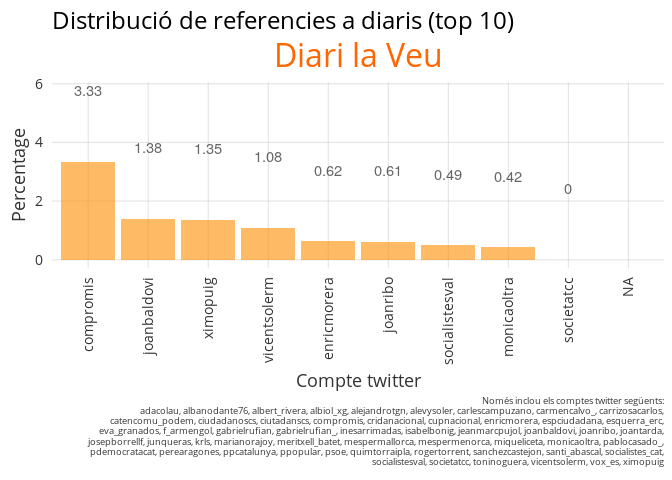 Distribució de referencies a diaris (top 10)
Diari la Veu
6
4
2
0
Percentage
3.33
1.38
1.35
1.08
0.62
0.61
0.49
0.42
0
compromis
joanbaldovi
ximopuig
vicentsolerm
enricmorera
joanribo
socialistesval
monicaoltra
societatcc
NA
Compte twitter
Només inclou els comptes twitter següents:
adacolau, albanodante76, albert_rivera, albiol_xg, alejandrotgn, alevysoler, carlescampuzano, carmencalvo_, carrizosacarlos,
catencomu_podem, ciudadanoscs, ciutadanscs, compromis, cridanacional, cupnacional, enricmorera, espciudadana, esquerra_erc,
eva_granados, f_armengol, gabrielrufian, gabrielrufian_, inesarrimadas, isabelbonig, jeanmarcpujol, joanbaldovi, joanribo, joantarda,
josepborrellf, junqueras, krls, marianorajoy, meritxell_batet, mespermallorca, mespermenorca, miqueliceta, monicaoltra, pablocasado_,
pdemocratacat, perearagones, ppcatalunya, ppopular, psoe, quimtorraipla, rogertorrent, sanchezcastejon, santi_abascal, socialistes_cat,
socialistesval, societatcc, toninoguera, vicentsolerm, vox_es, ximopuig